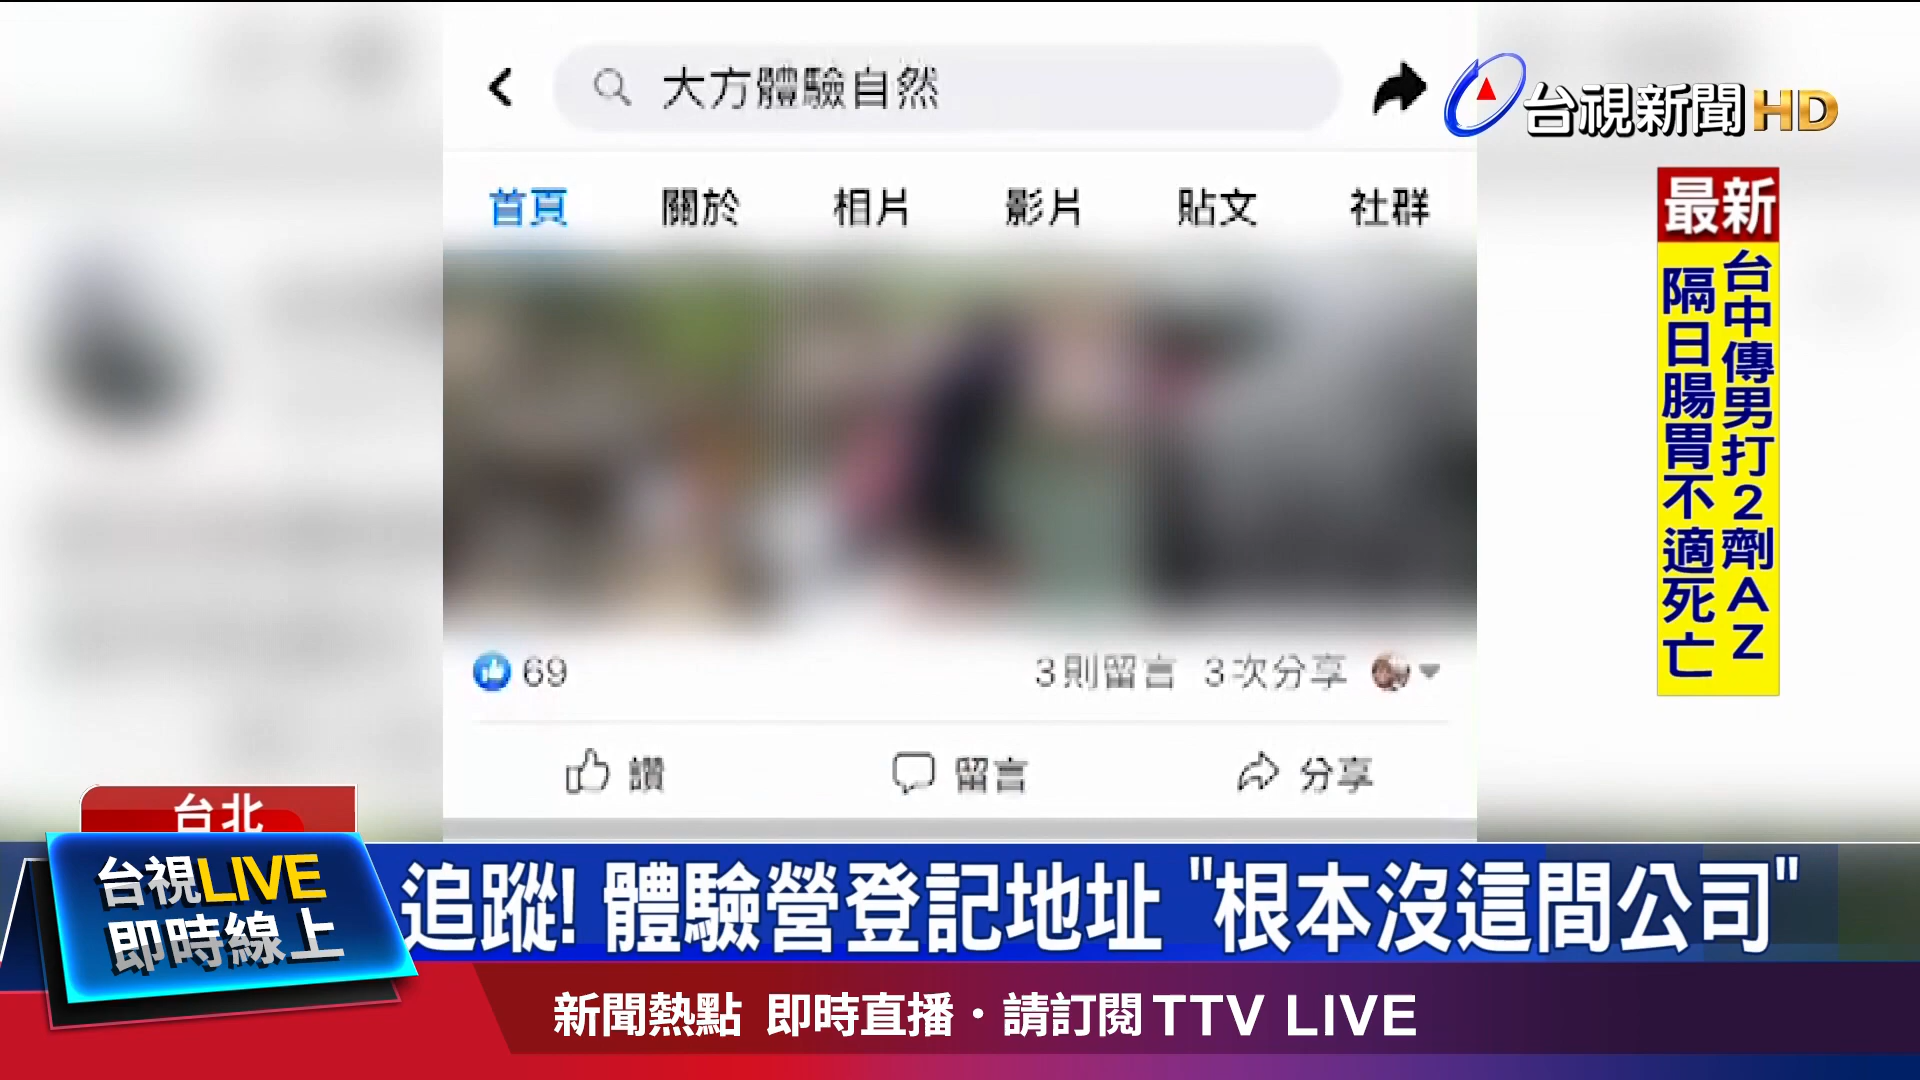 大方體驗自然
台視新聞HD
首頁 關於 相片 影片 貼文 社群
最新
台中傳男打2劑AZ
隔日腸胃不適死亡
69 3則留言 3次分享
讚 留言 分享
台北
台視LIVE
即時線上
追蹤! 體驗營登記地址 "根本沒這間公司"
新聞熱點 即時直播·請訂閱TTV LIVE